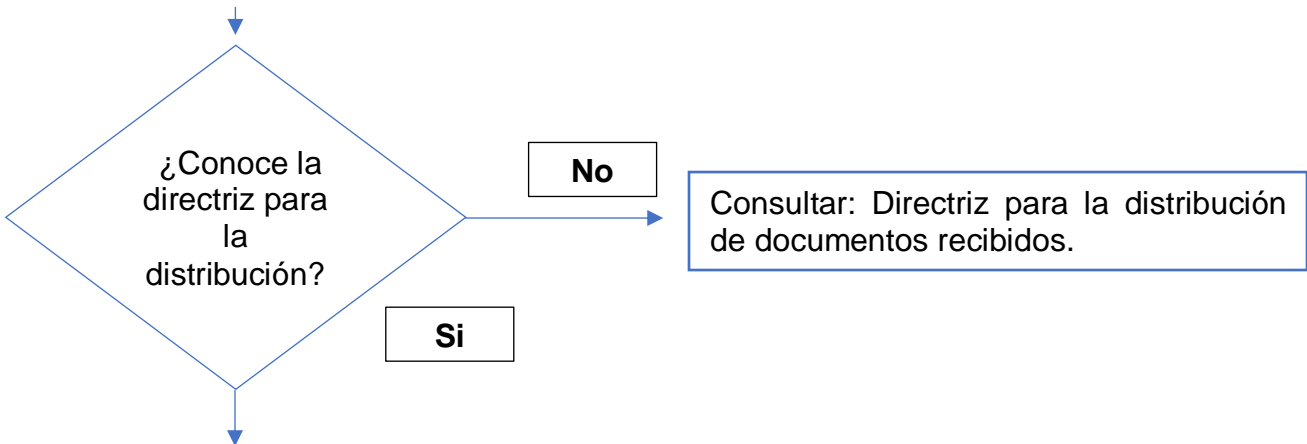 ¿Conoce la
directriz para
la
distribución?
No
Consultar: Directriz para la distribución
de documentos recibidos.
Si